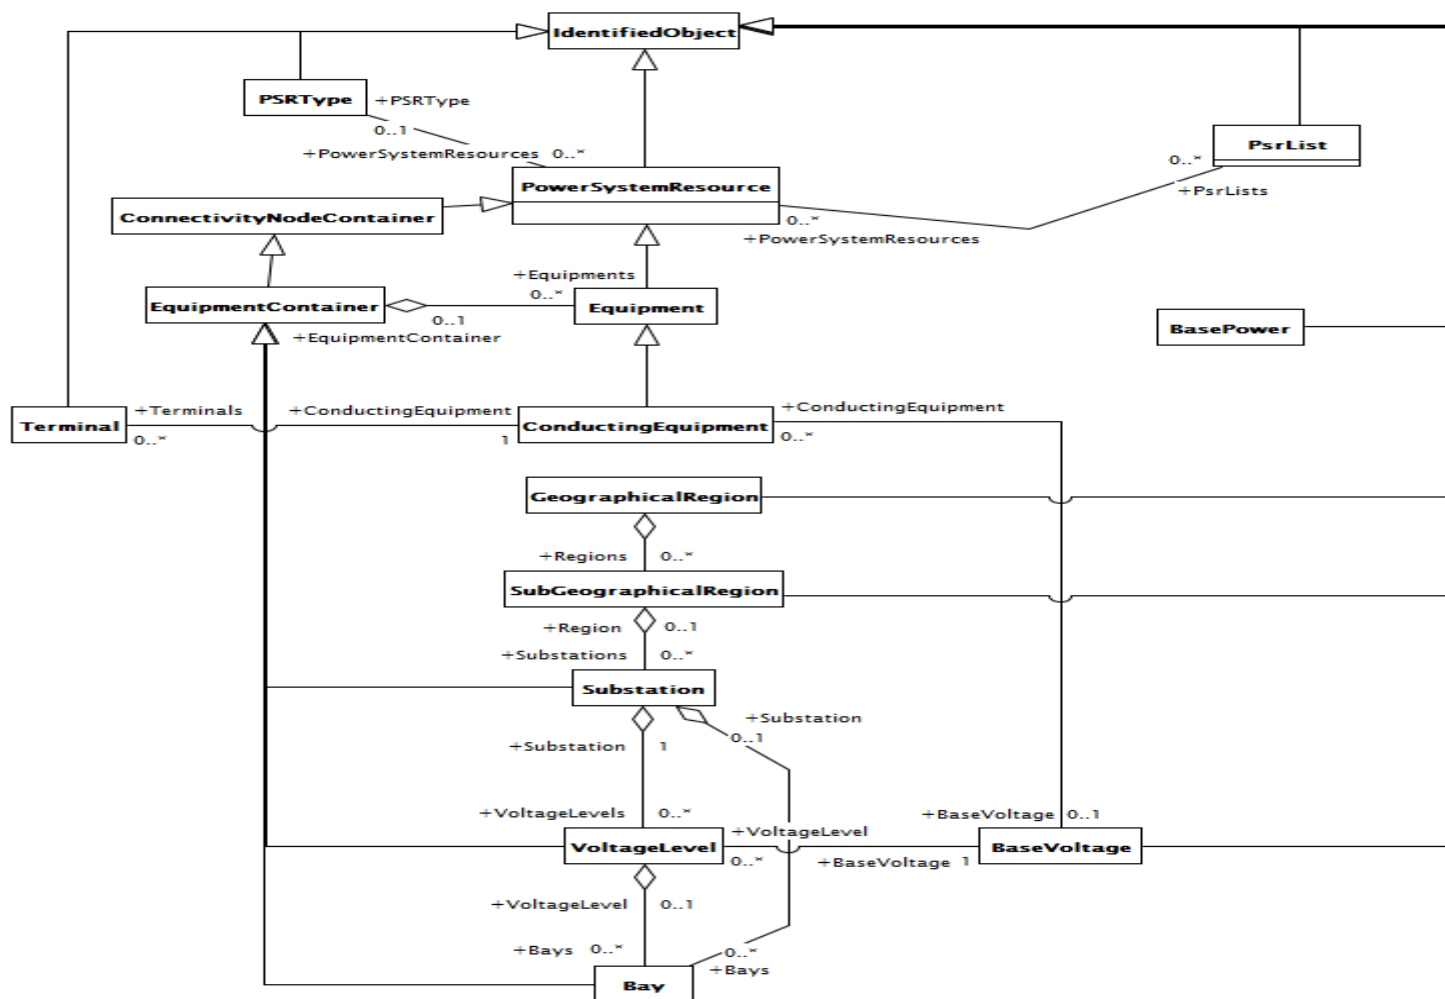 IdentifiedObject
PSRType
+PSRType
0..1
+PowerSystemResources 0..*
PsrList
0..*
+PsrLists
PowerSystemResource
0..*
+PowerSystemResources
ConnectivityNodeContainer
+Equipments
0..*
EquipmentContainer
0..1
Equipment
+EquipmentContainer
BasePower
+Terminals
+ConductingEquipment
+ConductingEquipment
Terminal
0..*
1
ConductingEquipment
0..*
GeographicalRegion
+Regions 0..*
SubGeographicalRegion
+Region 0..1
+Substations 0..*
Substation
+Substation
0..1
+Substation 1
+VoltageLevels 0..*
+BaseVoltage 0..1
+VoltageLevel
VoltageLevel
0..*
+BaseVoltage 1
BaseVoltage
+VoltageLevel 0..1
+Bays 0..*
0..*
+Bays
Bay